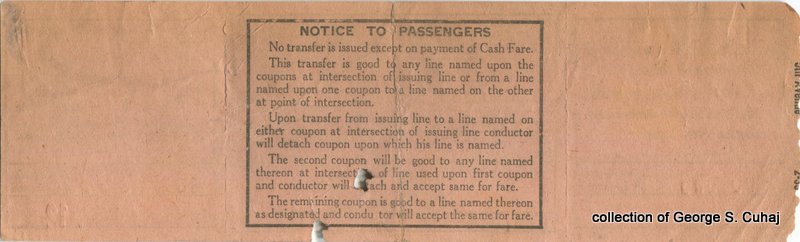 NOTICE TO PASSENGERS
No transfer is issued except on payment of Cash Fare.
This transfer is good to any line named upon the
coupons at intersection of issuing line or from a line
named upon one coupon to a line named on the other
at point of intersection.
Upon transfer from issuing line to a line named on
either coupon at intersection of issuing line conductor
will detach coupon upon which his line is named.
The second coupon will be good to any line named
thereon at intersec of line used upon first coupon
and conductor will ach and accept same for fare.
The remaining coupon is good to a line named thereon
as designated and condu tor will accept the same for fare.
collection of George S. Cuhaj